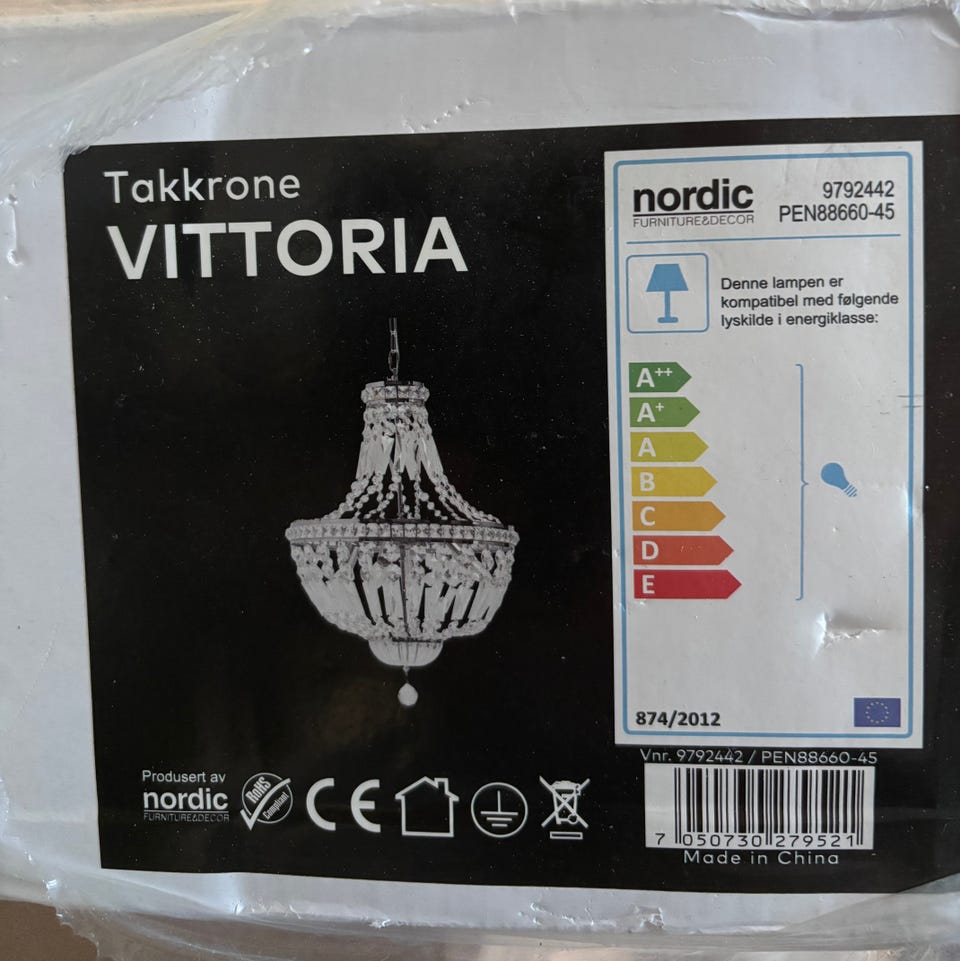 Takkrone
VITTORIA
nordic
FURNITURE&DECOR
9792442
PEN88660-45
Denne lampen er
kompatibel med følgende
lyskilde i energiklasse:
A++
A+
A
B
C
D
E
874/2012
Vnr. 9792442 / PEN88660-45
7 050730 279521
Made in China
Produsert av
nordic
FURNITURE&DECOR
RoHS
Compliant
CE